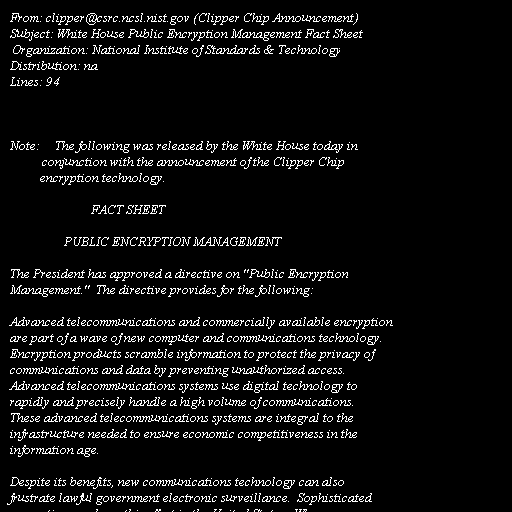 From: clipper@csrc.ncsl.nist.gov (Clipper Chip Announcement)
Subject: White House Public Encryption Management Fact Sheet
Organization: National Institute of Standards & Technology
Distribution: na
Lines: 94
Note: The following was released by the White House today in
conjunction with the announcement of the Clipper Chip
encryption technology.
FACT SHEET
PUBLIC ENCRYPTION MANAGEMENT
The President has approved a directive on "Public Encryption
Management." The directive provides for the following:
Advanced telecommunications and commercially available encryption
are part of a wave of new computer and communications technology.
Encryption products scramble information to protect the privacy of
communications and data by preventing unauthorized access.
Advanced telecommunications systems use digital technology to
rapidly and precisely handle a high volume of communications.
These advanced telecommunications systems are integral to the
infrastructure needed to ensure economic competitiveness in the
information age.
Despite its benefits, new communications technology can also
frustrate lawful government electronic surveillance. Sophisticated